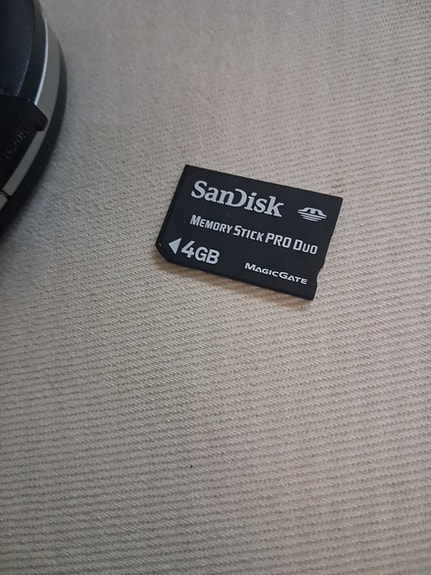 SanDisk
MEMORY STICK PRO DUO
4GB
MAGICGATE